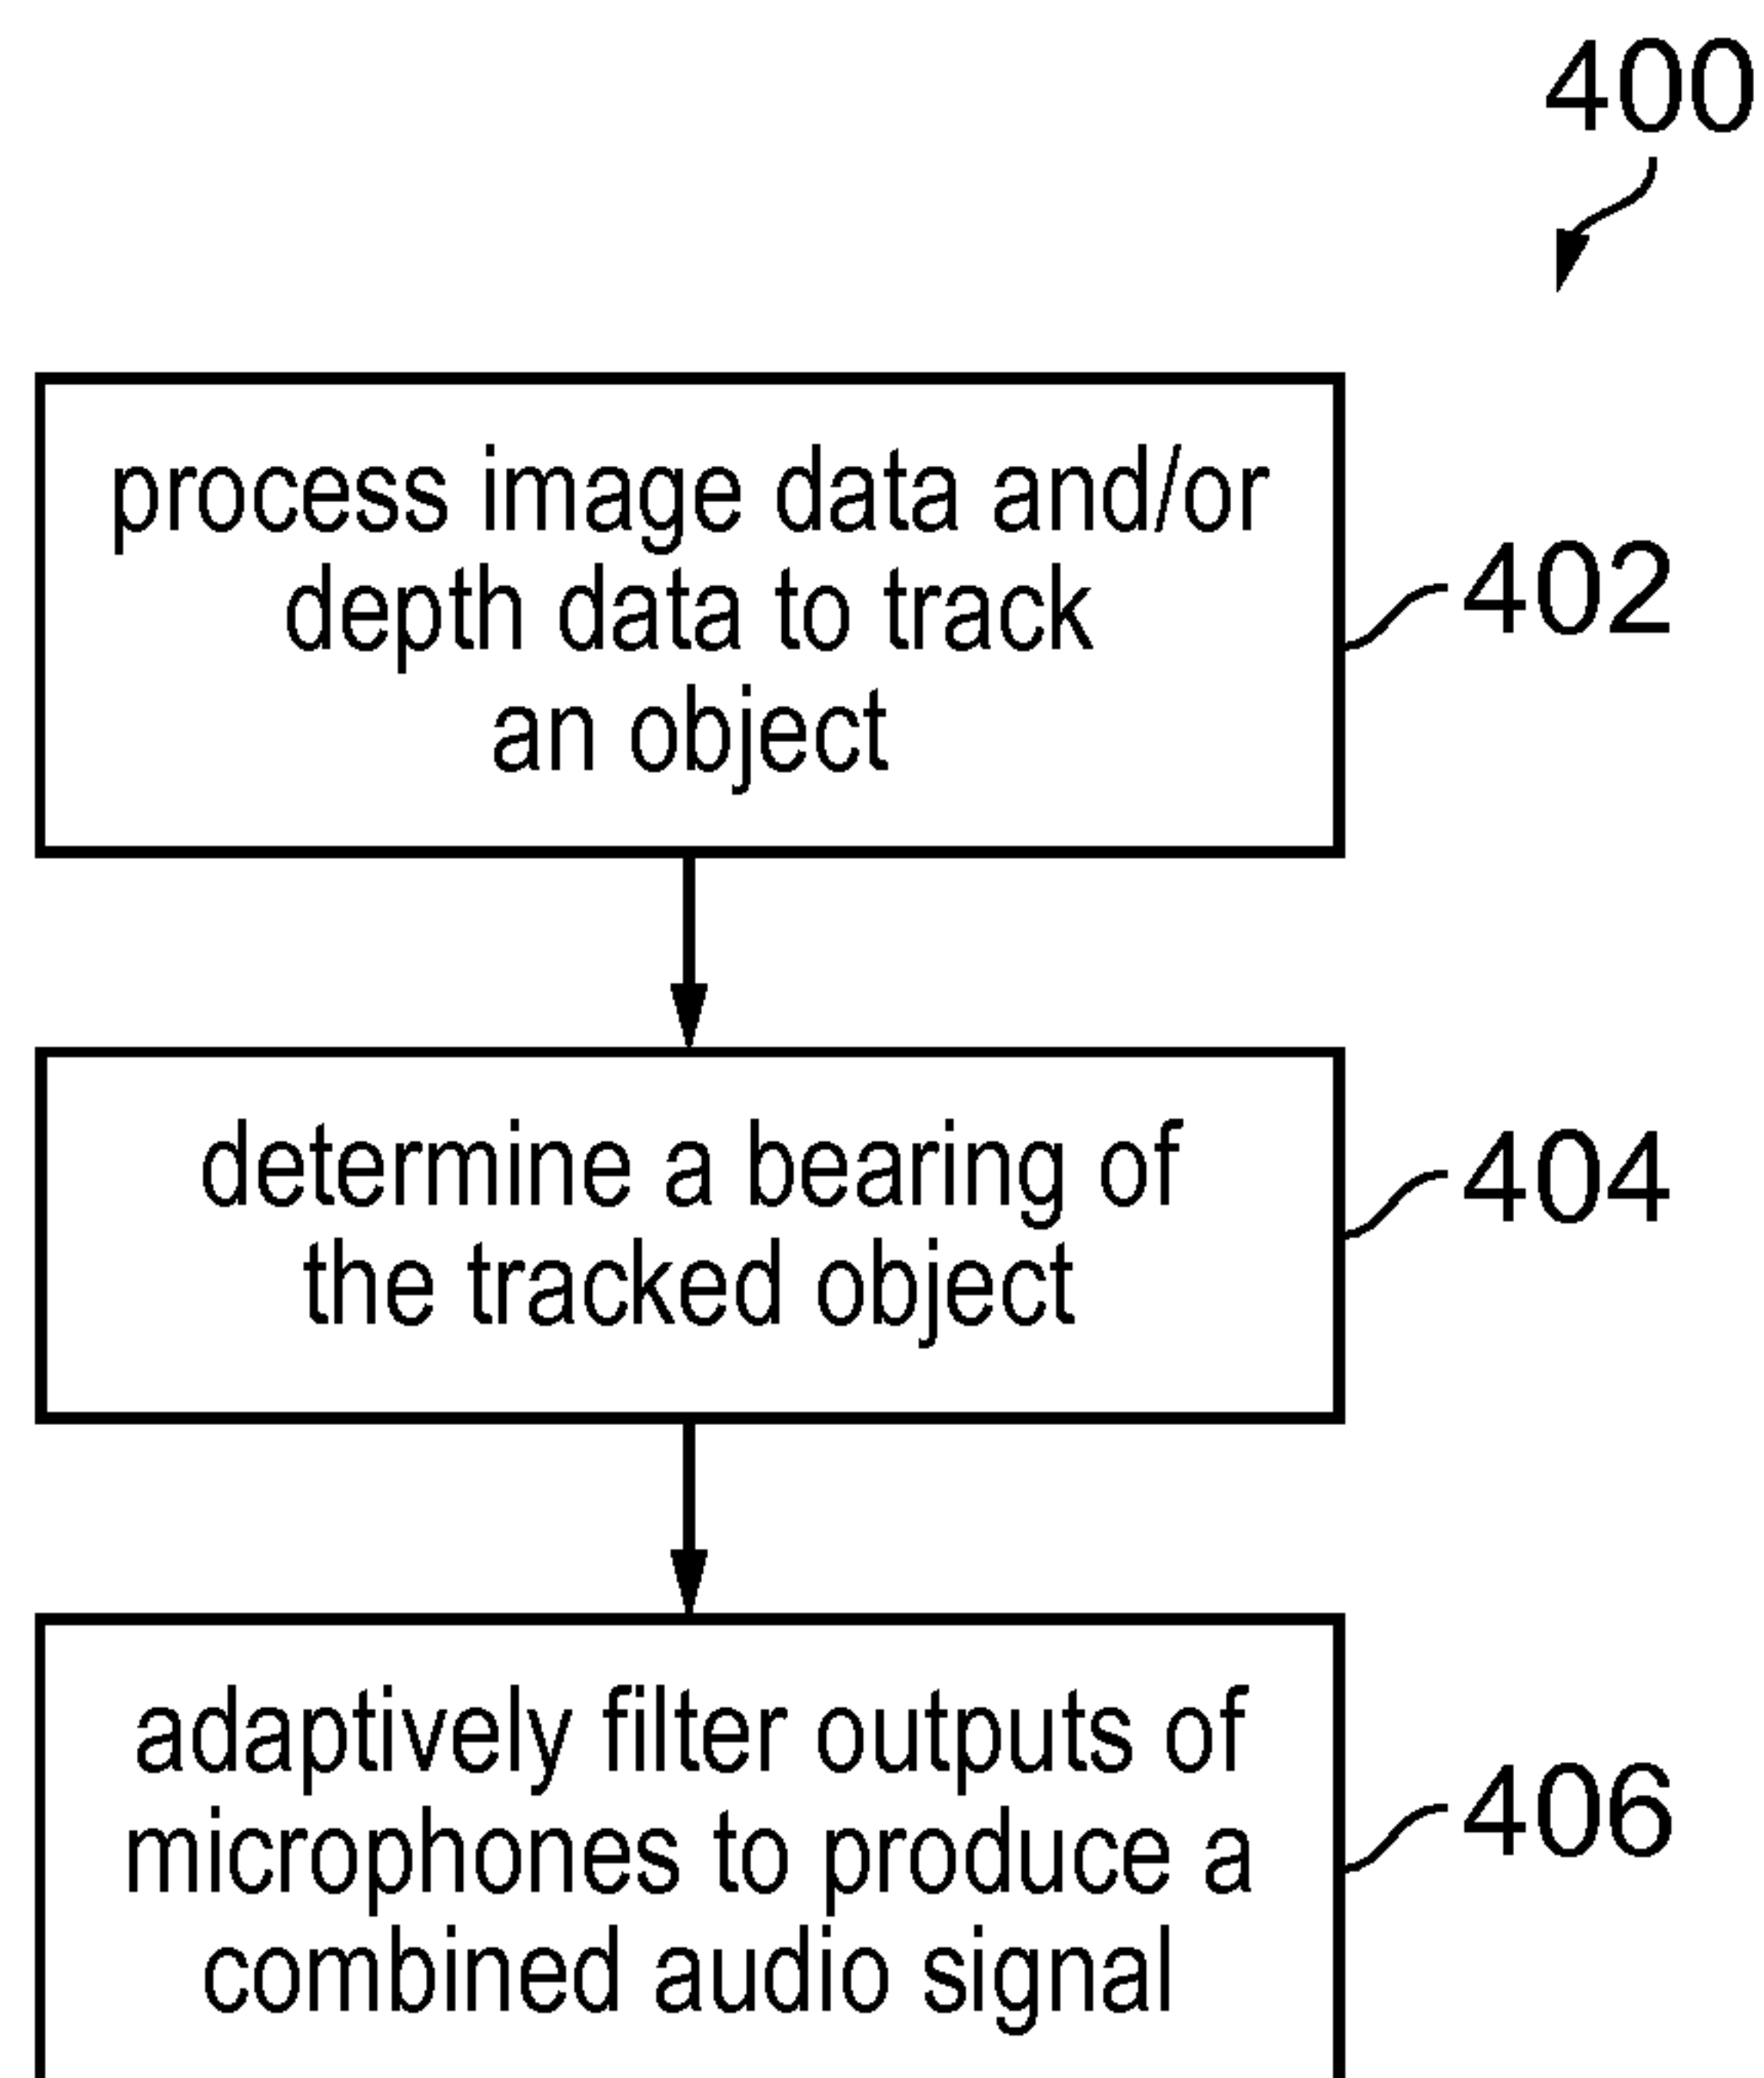 400
process image data and/or
depth data to track
an object
402
determine a bearing of
the tracked object
404
adaptively filter outputs of
microphones to produce a
combined audio signal
406